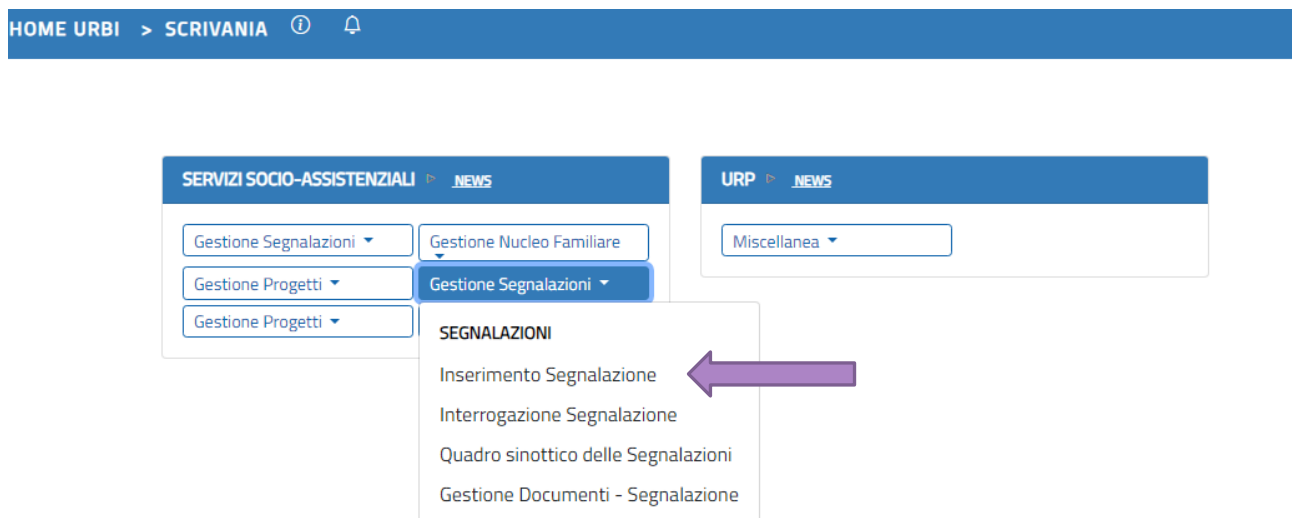 HOME URBI > SCRIVANIA
SERVIZI SOCIO-ASSISTENZIALI NEWS
Gestione Segnalazioni
Gestione Nucleo Familiare
Gestione Progetti
Gestione Segnalazioni
Gestione Progetti
SEGNALAZIONI
Inserimento Segnalazione
Interrogazione Segnalazione
Quadro sinottico delle Segnalazioni
Gestione Documenti - Segnalazione
URP NEWS
Miscellanea